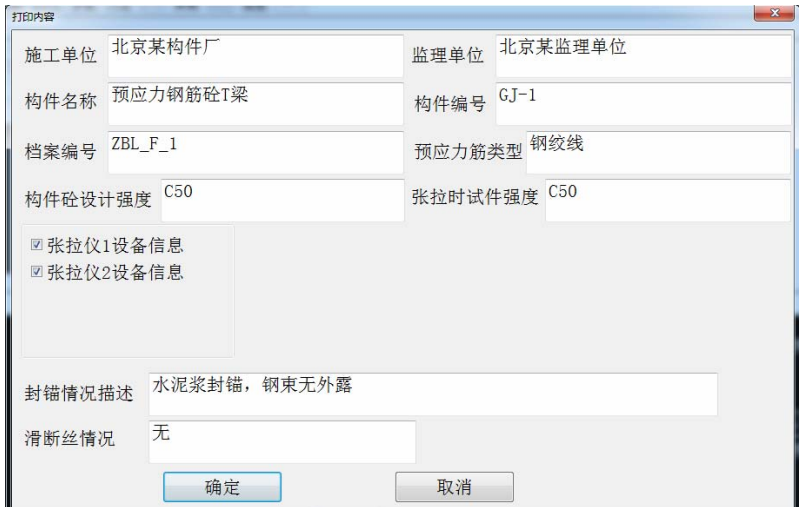 打印内容
施工单位 北京某构件厂 监理单位 北京某监理单位
构件名称 预应力钢筋砼T梁 构件编号 GJ-1
档案编号 ZBL_F_1 预应力筋类型 钢绞线
构件砼设计强度 C50 张拉时试件强度 C50
张拉仪1设备信息
张拉仪2设备信息
封锚情况描述 水泥浆封锚，钢束无外露
滑断丝情况 无
确定 取消